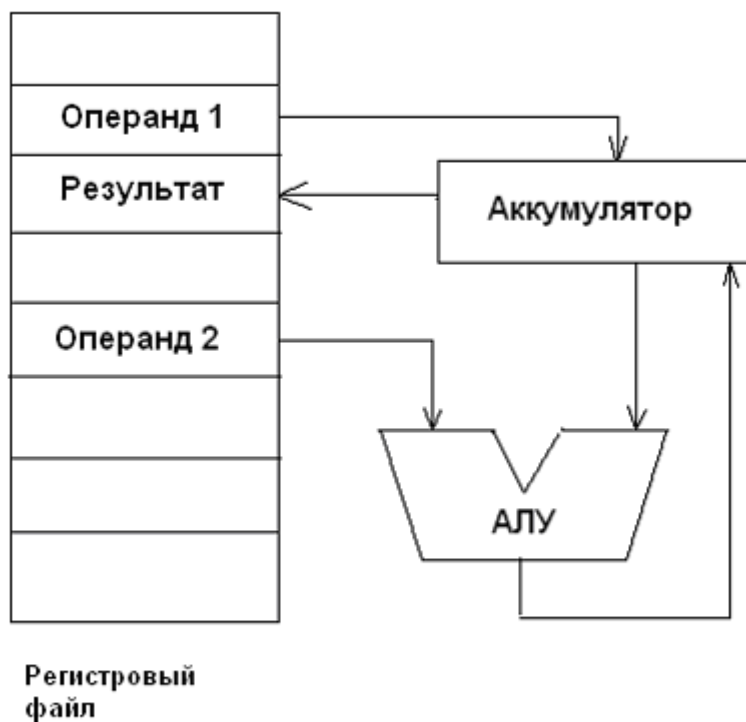 Операнд 1
Результат
Аккумулятор
Операнд 2
АЛУ
Регистровый
файл